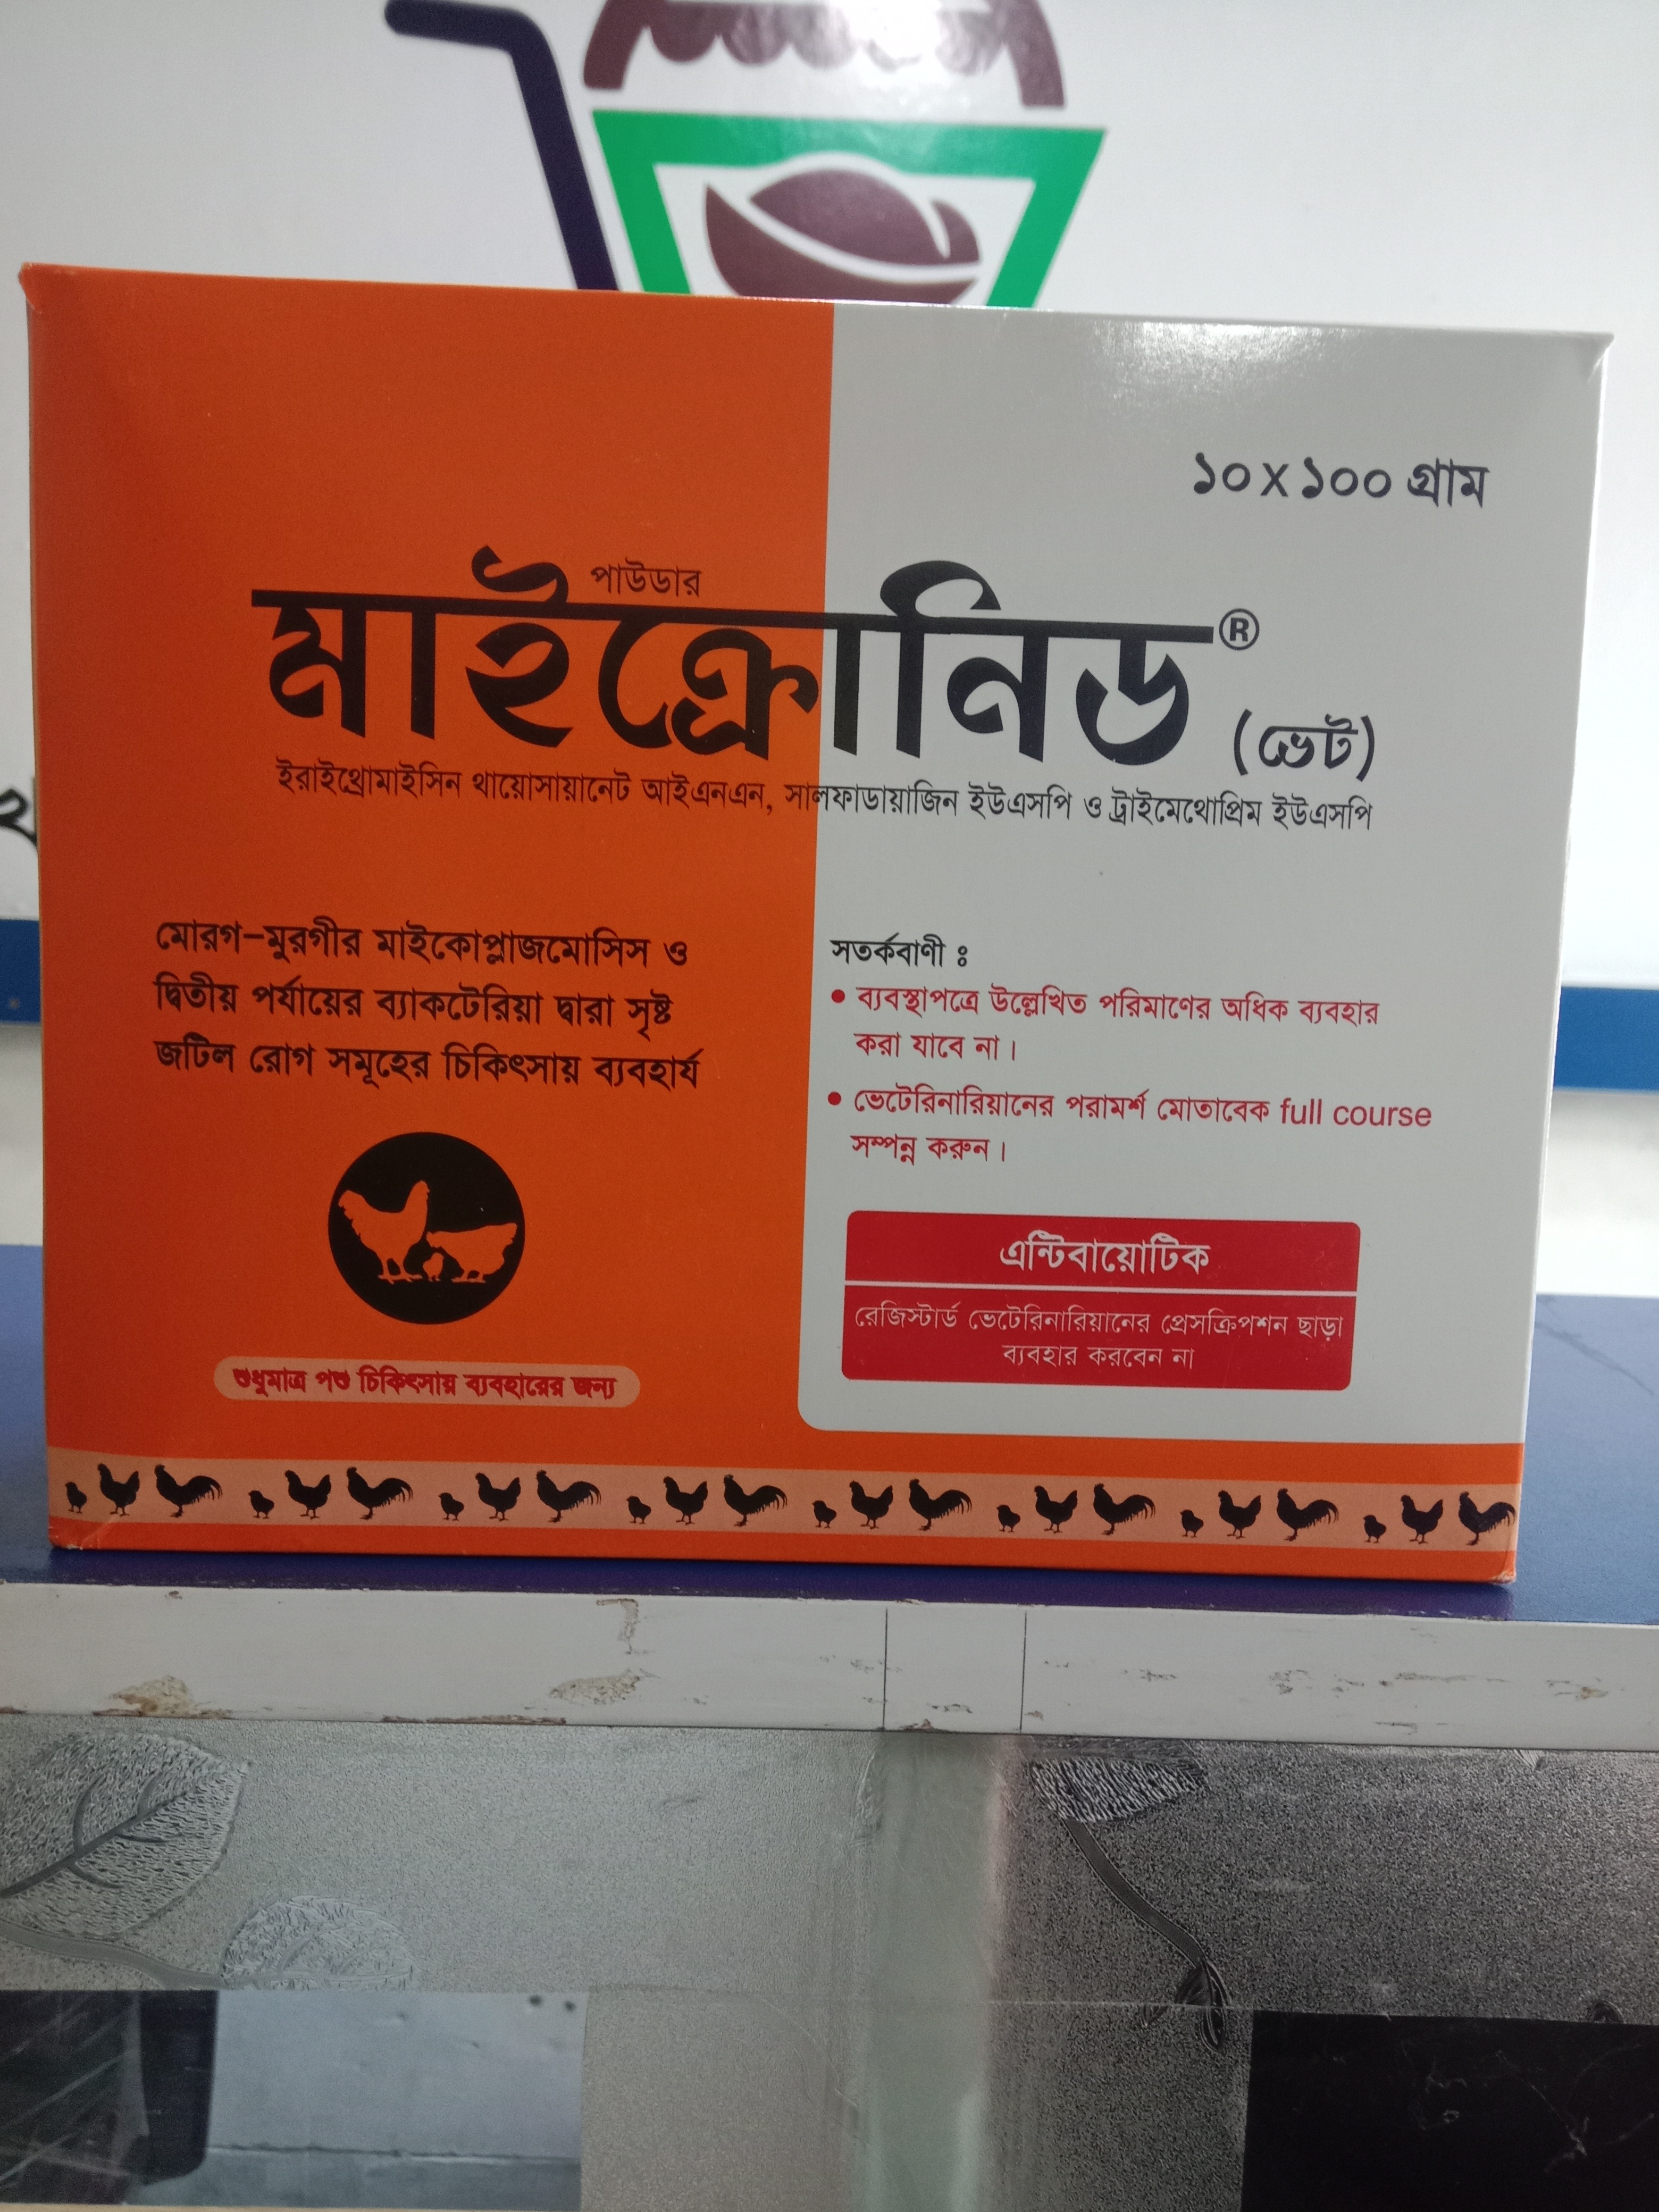 ১০ x ১০০ গ্রাম
পাউডার
মাইক্রোনিড®
(ভেট)
ইরাইথ্রোমাইসিন থায়োসায়ানেট আইএনএন, সালফাডায়াজিন ইউএসপি ও ট্রাইমেথোপ্রিম ইউএসপি
মোরগ-মুরগীর মাইকোপ্লাজমোসিস ও
দ্বিতীয় পর্যায়ের ব্যাকটেরিয়া দ্বারা সৃষ্ট
জটিল রোগ সমূহের চিকিৎসায় ব্যবহার্য
শুধুমাত্র পশু চিকিৎসায় ব্যবহারের জন্য
সতর্কবাণী ঃ
• ব্যবস্থাপত্রে উল্লেখিত পরিমাণের অধিক ব্যবহার
করা যাবে না।
• ভেটেরিনারিয়ানের পরামর্শ মোতাবেক full course
সম্পন্ন করুন।
এন্টিবায়োটিক
রেজিস্টার্ড ভেটেরিনারিয়ানের প্রেসক্রিপশন ছাড়া
ব্যবহার করবেন না